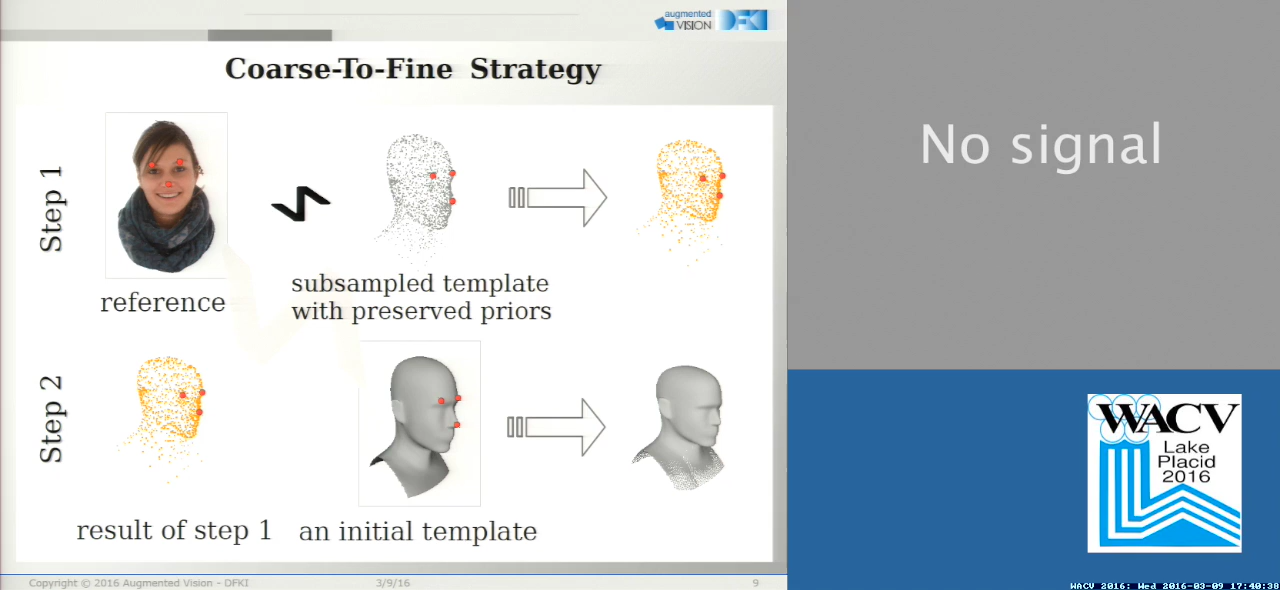 augmented
VISION
DFKI
Coarse-To-Fine Strategy
Step 1
reference
subsampled template
with preserved priors
Step 2
result of step 1
an initial template
Copyright © 2016 Augmented Vision - DFKI
3/9/16
9
No signal
WACV
Lake
Placid
2016
WACV 2016: Wed 2016-03-09 17:40:38